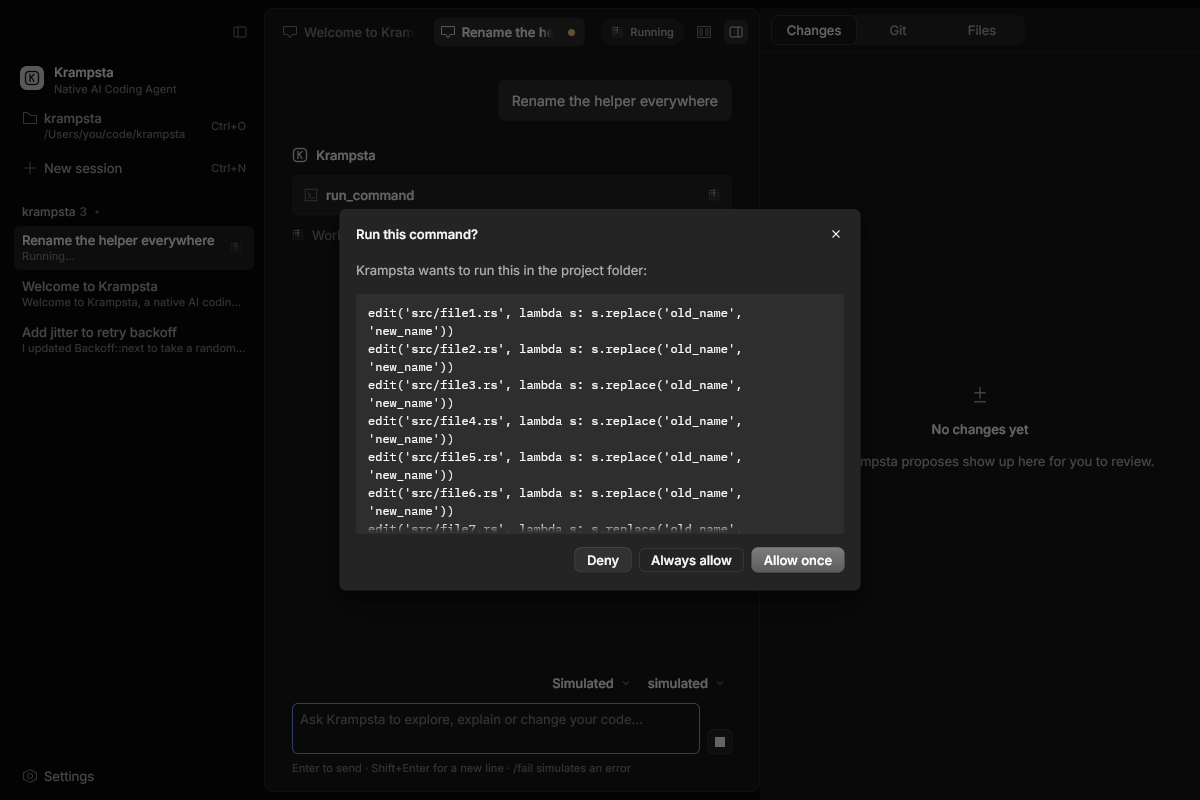 Welcome to Kram
Rename the he
Running
Changes
Git
Files
Krampsta
Native AI Coding Agent
krampsta
/Users/you/code/krampsta
Ctrl+O
New session
Ctrl+N
krampsta 3
Rename the helper everywhere
Running...
Welcome to Krampsta
Welcome to Krampsta, a native AI codin...
Add jitter to retry backoff
I updated Backoff::next to take a random...
Settings
Rename the helper everywhere
Krampsta
run_command
Run this command?
Krampsta wants to run this in the project folder:
edit('src/file1.rs', lambda s: s.replace('old_name',
'new_name'))
edit('src/file2.rs', lambda s: s.replace('old_name',
'new_name'))
edit('src/file3.rs', lambda s: s.replace('old_name',
'new_name'))
edit('src/file4.rs', lambda s: s.replace('old_name',
'new_name'))
edit('src/file5.rs', lambda s: s.replace('old_name',
'new_name'))
edit('src/file6.rs', lambda s: s.replace('old_name',
'new_name'))
edit('src/file7.rs', lambda s: s.replace('old_name',
Deny
Always allow
Allow once
No changes yet
proposes show up here for you to review.
Simulated
simulated
Ask Krampsta to explore, explain or change your code...
Enter to send · Shift+Enter for a new line · /fail simulates an error